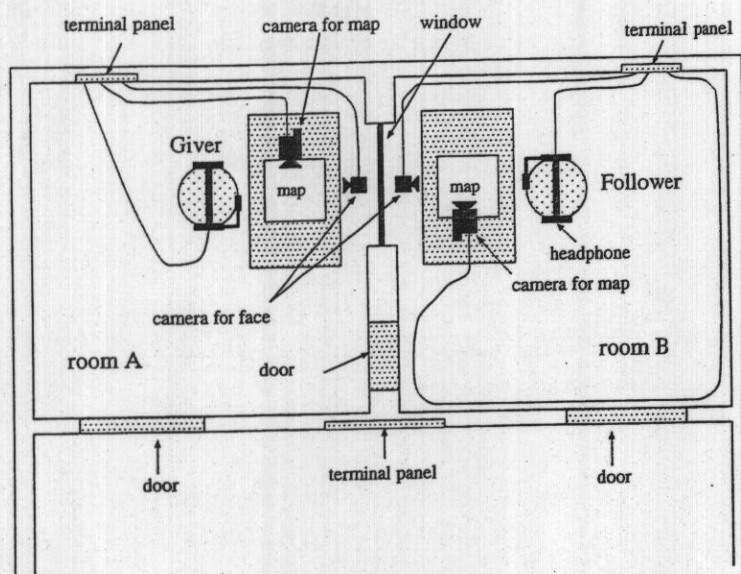 terminal panel
camera for map
window
terminal panel
Giver
map
map
Follower
headphone
camera for map
camera for face
room A
door
room B
door
terminal panel
door